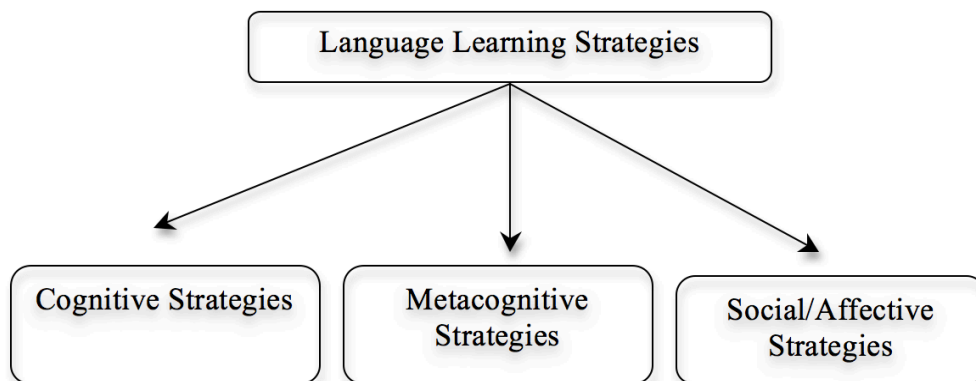 Language Learning Strategies
Cognitive Strategies
Metacognitive
Strategies
Social/Affective
Strategies